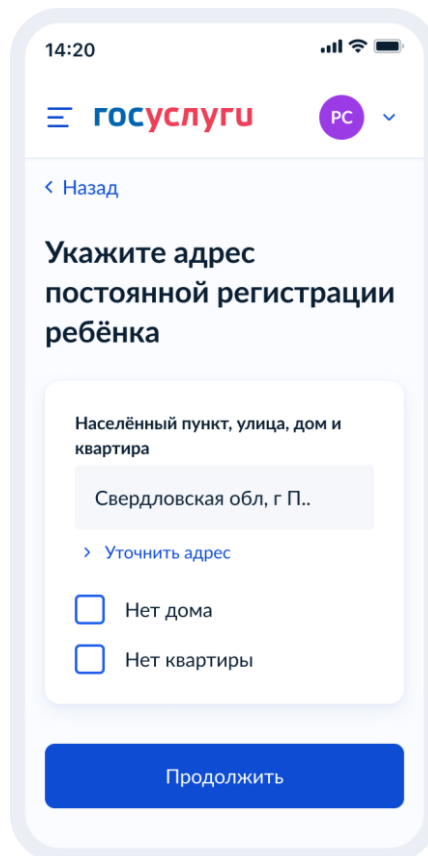 14:20
госуслуги
РС
Назад
Укажите адрес
постоянной регистрации
ребёнка
Населённый пункт, улица, дом и
квартира
Свердловская обл, г П..
Уточнить адрес
Нет дома
Нет квартиры
Продолжить